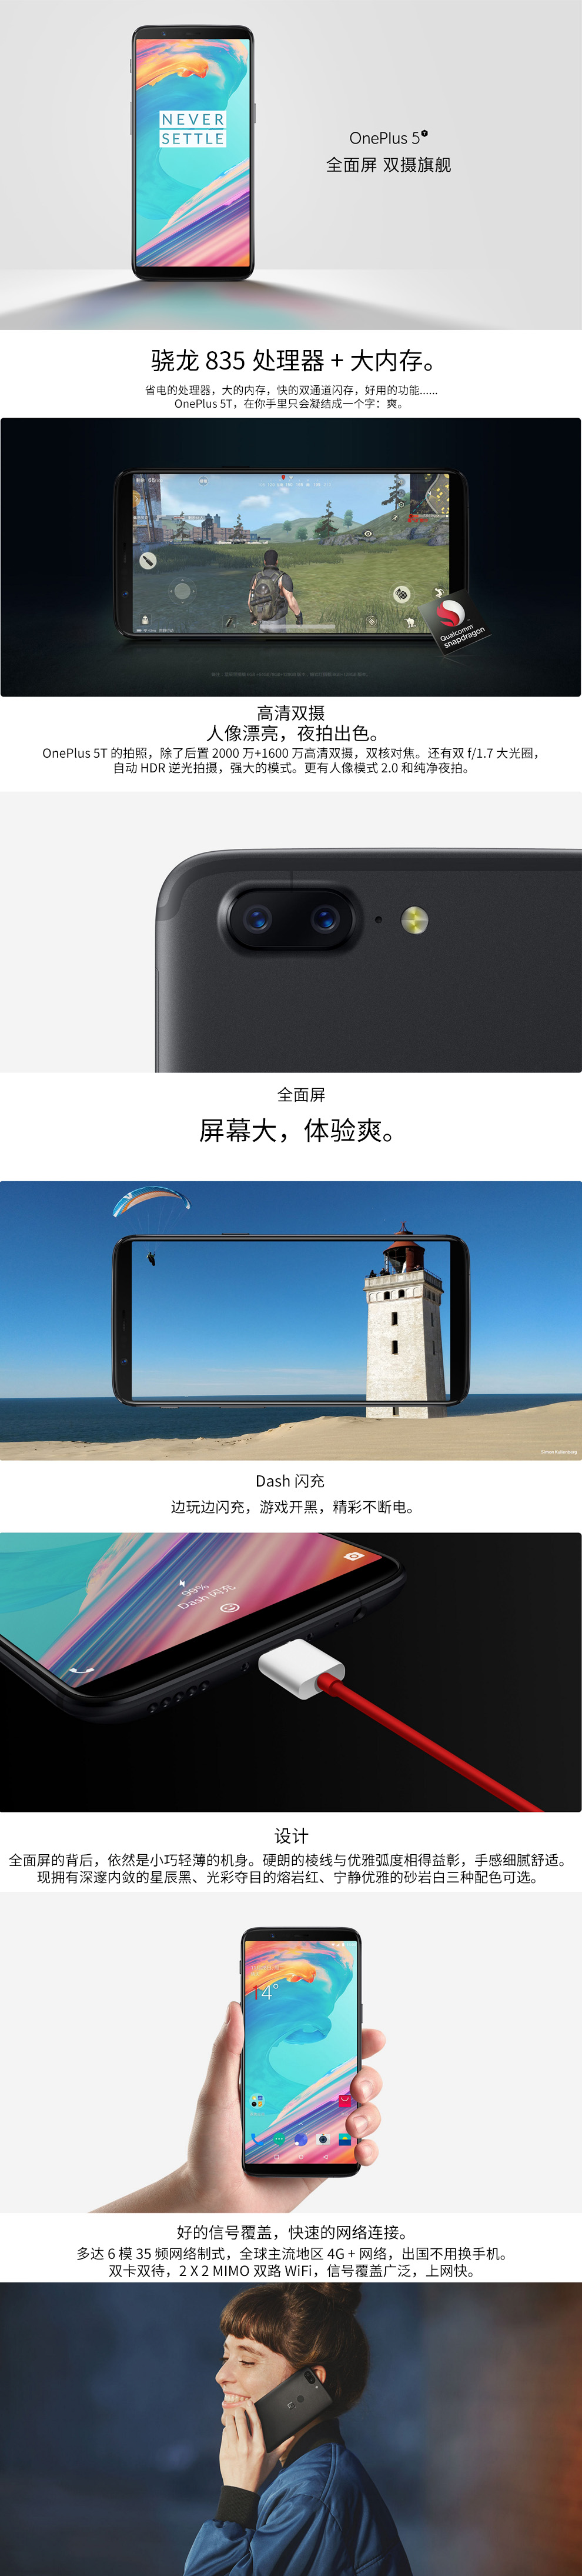 NEVER
SETTLE
OnePlus 5T
全面屏 双摄旗舰
骁龙 835 处理器 + 大内存。
省电的处理器，大的内存，快的双通道闪存，好用的功能......
OnePlus 5T，在你手里只会凝结成一个字：爽。
Qualcomm
snapdragon
高清双摄
人像漂亮，夜拍出色。
OnePlus 5T 的拍照，除了后置 2000 万+1600 万高清双摄，双核对焦。还有双 f/1.7 大光圈，
自动 HDR 逆光拍摄，强大的模式。更有人像模式 2.0 和纯净夜拍。
全面屏
屏幕大，体验爽。
Dash 闪充
边玩边闪充，游戏开黑，精彩不断电。
99%
Dash 闪充
设计
全面屏的背后，依然是小巧轻薄的机身。硬朗的棱线与优雅弧度相得益彰，手感细腻舒适。
现拥有深邃内敛的星辰黑、光彩夺目的熔岩红、宁静优雅的砂岩白三种配色可选。
14°
好的信号覆盖，快速的网络连接。
多达 6 模 35 频网络制式，全球主流地区 4G + 网络，出国不用换手机。
双卡双待，2 X 2 MIMO 双路 WiFi，信号覆盖广泛，上网快。